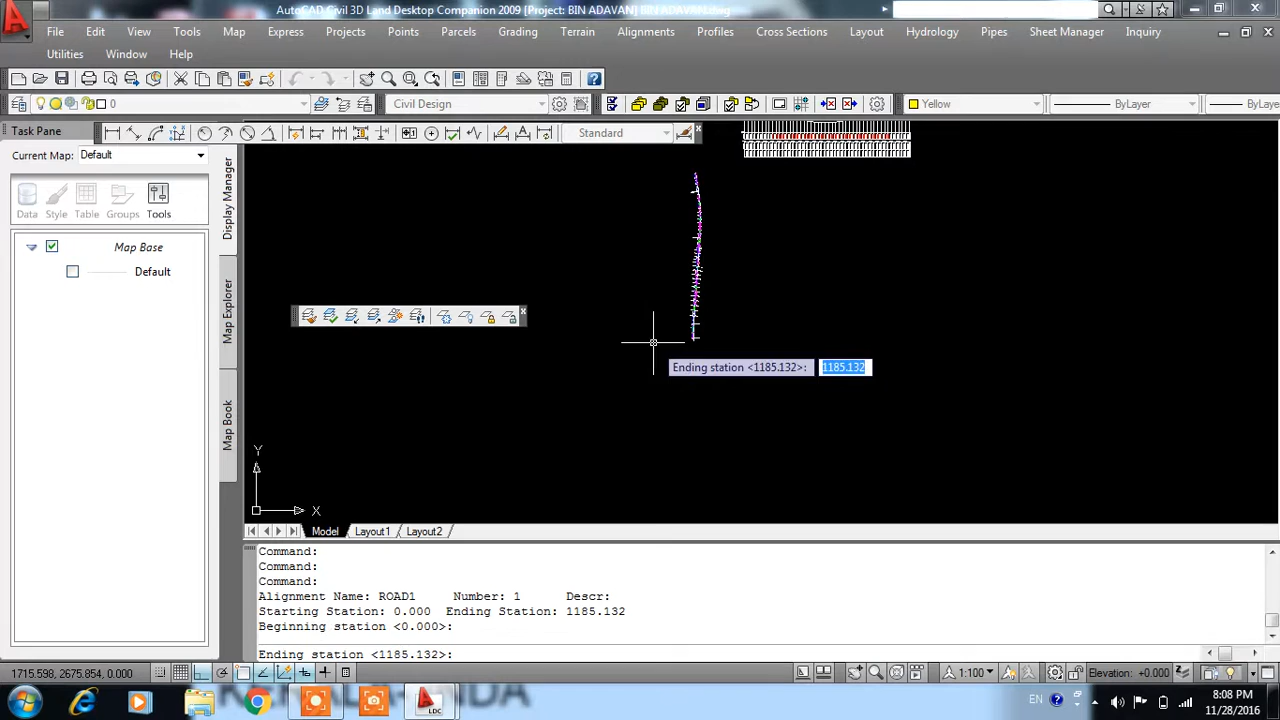 AutoCAD Civil 3D Land Desktop Companion 2009 [Project: BIN ADAVAN]
File Edit View Tools Map Express Projects Points Parcels Grading Terrain Alignments Profiles Cross Sections Layout Hydrology Pipes Sheet Manager Inquiry
Utilities Window Help
0 Civil Design Yellow ByLayer ByLayer
Task Pane Standard
Current Map: Default
Data Style Table Groups Tools
Display Manager
Map Base
Default
Map Explorer
Map Book
Ending station <1185.132>: 1185.132
Y
X
Model Layout1 Layout2
Command:
Command:
Command:
Alignment Name: ROAD1 Number: 1 Descr:
Starting Station: 0.000 Ending Station: 1185.132
Beginning station <0.000>:
Ending station <1185.132>:
1715.598, 2675.854, 0.000 1:100 Elevation: +0.000
LDC
EN
8:08 PM
11/28/2016